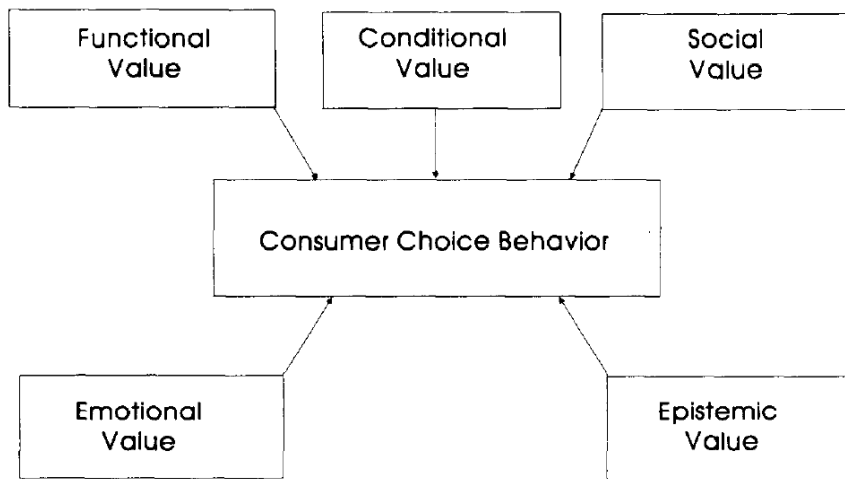 Functional
Value
Conditional
Value
Social
Value
Consumer Choice Behavior
Emotional
Value
Epistemic
Value